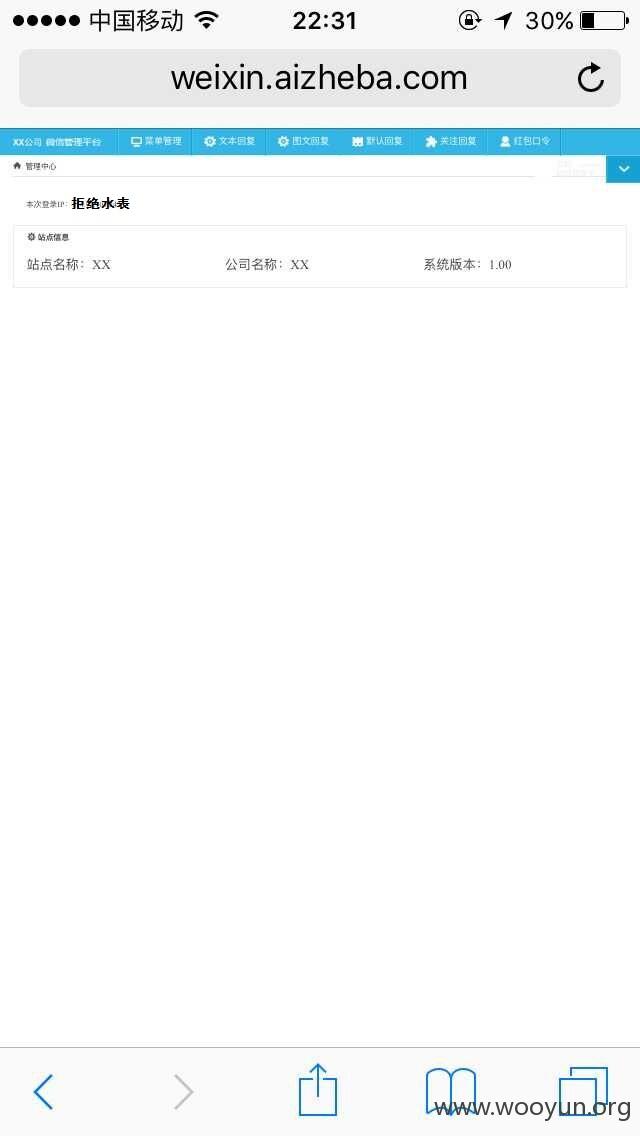 中国移动 22:31 30%
weixin.aizheba.com
XX公司 微信管理平台 菜单管理 文本回复 图文回复 默认回复 关注回复 红包口令
管理中心
本次登录IP: 拒绝水表
站点信息
站点名称：XX 公司名称：XX 系统版本：1.00
www.wooyun.org